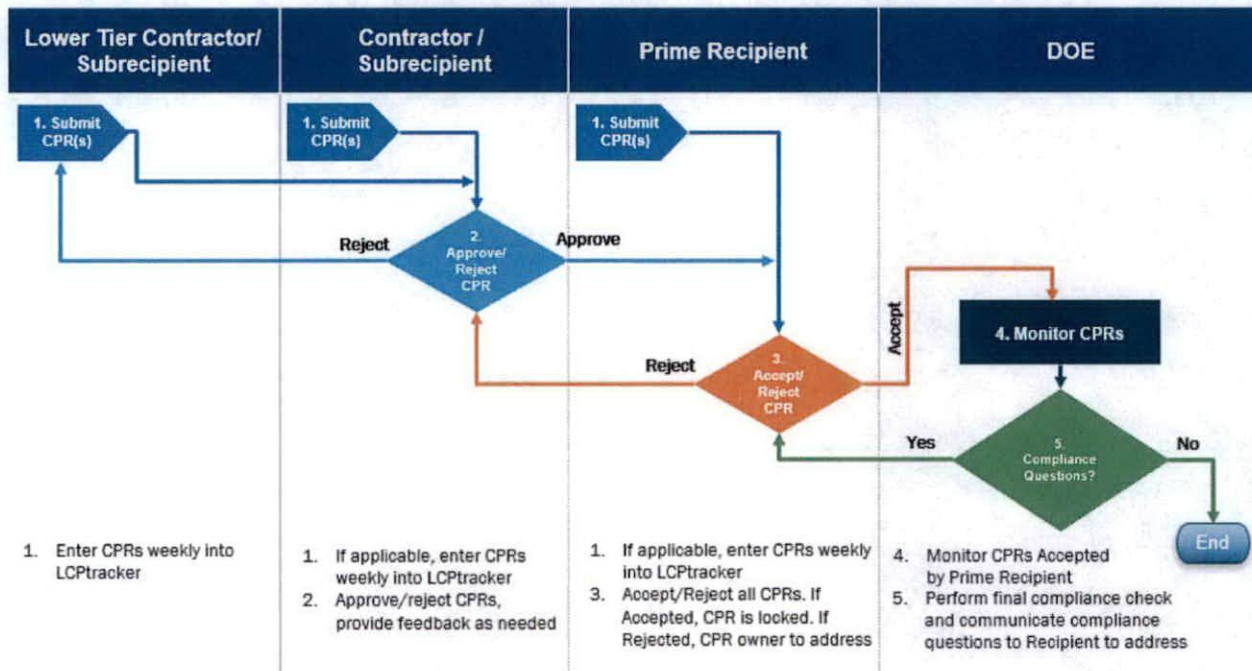 Lower Tier Contractor/
Subrecipient
Contractor /
Subrecipient
Prime Recipient
DOE
1. Submit
CPR(s)
1. Submit
CPR(s)
1. Submit
CPR(s)
Reject
2.
Approve/
Reject
CPR
Approve
Reject
3.
Accept/
Reject
CPR
Accept
4. Monitor CPRs
Yes
5.
Compliance
Questions?
No
End
1. Enter CPRs weekly into
LCPtracker
1. If applicable, enter CPRs
weekly into LCPtracker
2. Approve/reject CPRs,
provide feedback as needed
1. If applicable, enter CPRs weekly
into LCPtracker
3. Accept/Reject all CPRs. If
Accepted, CPR is locked. If
Rejected, CPR owner to address
4. Monitor CPRs Accepted
by Prime Recipient
5. Perform final compliance check
and communicate compliance
questions to Recipient to address